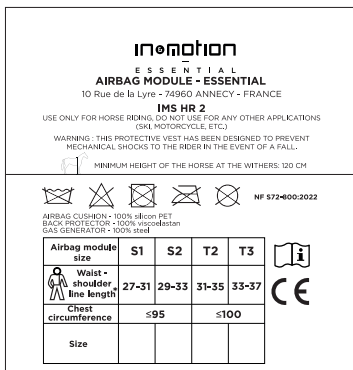 in&motion
ESSENTIAL
AIRBAG MODULE - ESSENTIAL
10 Rue de la Lyre - 74960 ANNECY - FRANCE
IMS HR 2
USE ONLY FOR HORSE RIDING, DO NOT USE FOR ANY OTHER APPLICATIONS
(SKI, MOTORCYCLE, ETC.)
WARNING : THIS PROTECTIVE VEST HAS BEEN DESIGNED TO PREVENT
MECHANICAL SHOCKS TO THE RIDER IN THE EVENT OF A FALL.
MINIMUM HEIGHT OF THE HORSE AT THE WITHERS: 120 CM
NF S72-800:2022
AIRBAG CUSHION - 100% silicon PET
BACK PROTECTOR - 100% viscoelastan
GAS GENERATOR - 100% steel
Airbag module
size
S1 S2 T2 T3
Waist -
shoulder
line length*
27-31 29-33 31-35 33-37
Chest
circumference
≤95 ≤100
Size
i
CE